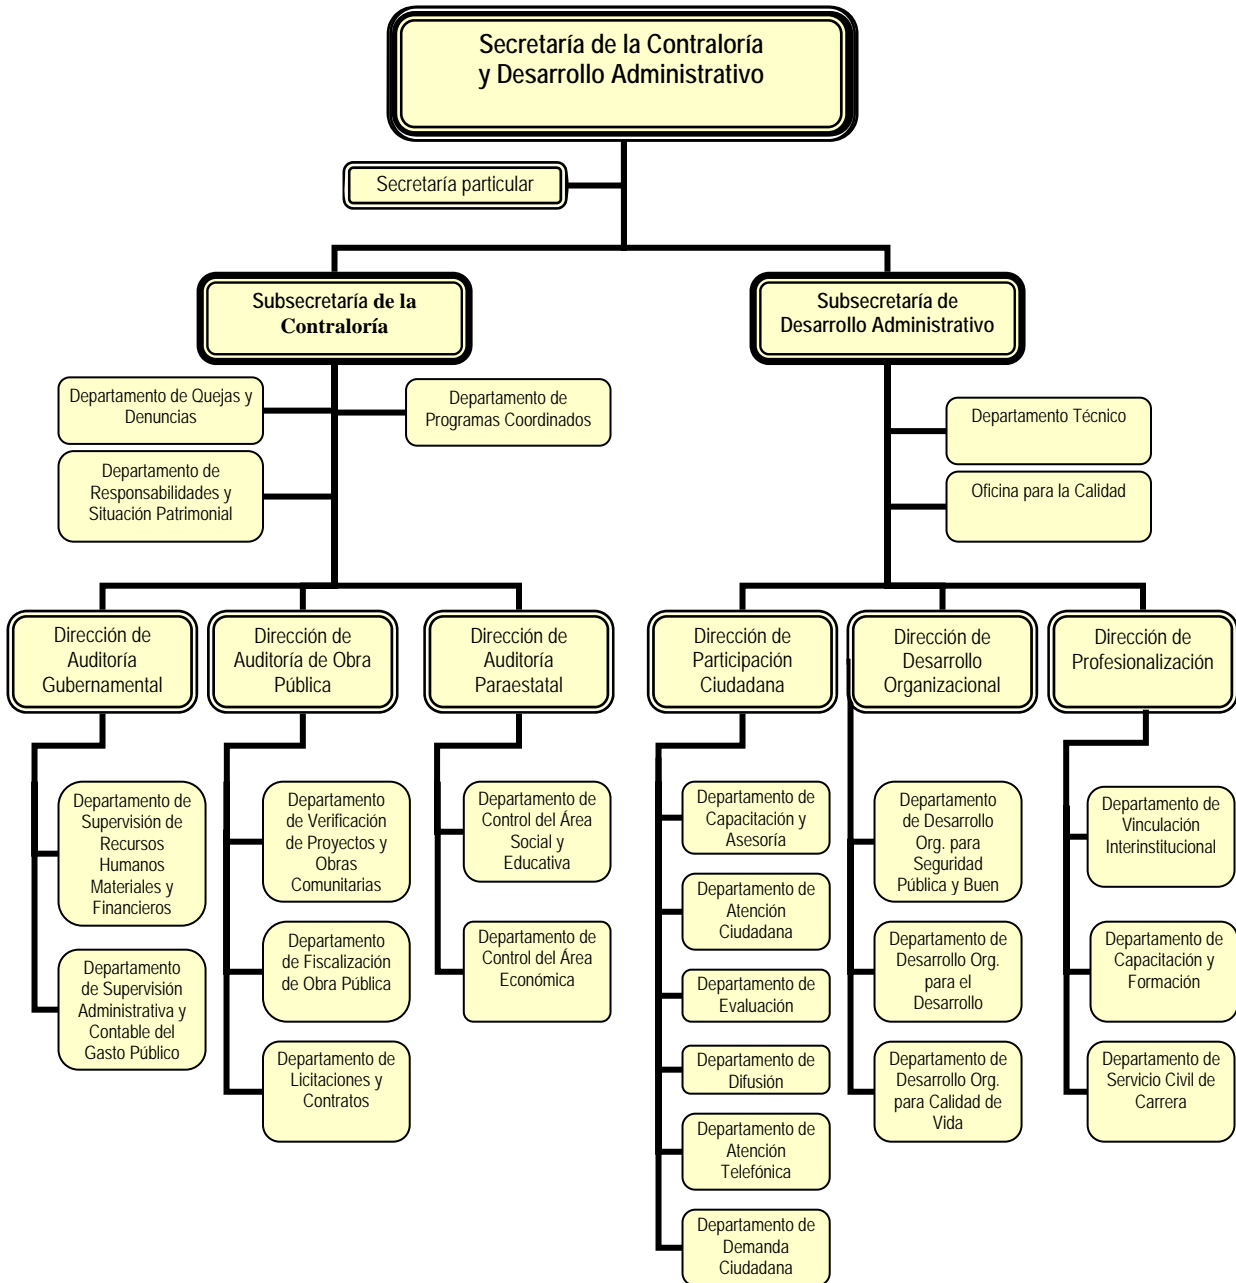 Secretaría de la Contraloría
y Desarrollo Administrativo
Secretaría particular
Subsecretaría de la
Contraloría
Subsecretaría de
Desarrollo Administrativo
Departamento de Quejas y
Denuncias
Departamento de
Programas Coordinados
Departamento de
Responsabilidades y
Situación Patrimonial
Departamento Técnico
Oficina para la Calidad
Dirección de
Auditoría
Gubernamental
Dirección de
Auditoría de Obra
Pública
Dirección de
Auditoría
Paraestatal
Dirección de
Participación
Ciudadana
Dirección de
Desarrollo
Organizacional
Dirección de
Profesionalización
Departamento de
Supervisión de
Recursos
Humanos
Materiales y
Financieros
Departamento
de Supervisión
Administrativa y
Contable del
Gasto Público
Departamento
de Verificación
de Proyectos y
Obras
Comunitarias
Departamento
de Fiscalización
de Obra Pública
Departamento de
Licitaciones y
Contratos
Departamento de
Control del Área
Social y
Educativa
Departamento de
Control del Área
Económica
Departamento de
Capacitación y
Asesoría
Departamento de
Atención
Ciudadana
Departamento de
Evaluación
Departamento de
Difusión
Departamento de
Atención
Telefónica
Departamento de
Demanda
Ciudadana
Departamento
de Desarrollo
Org. para
Seguridad
Pública y Buen
Departamento de
Desarrollo Org.
para el
Desarrollo
Departamento de
Desarrollo Org.
para Calidad de
Vida
Departamento de
Vinculación
Interinstitucional
Departamento de
Capacitación y
Formación
Departamento de
Servicio Civil de
Carrera